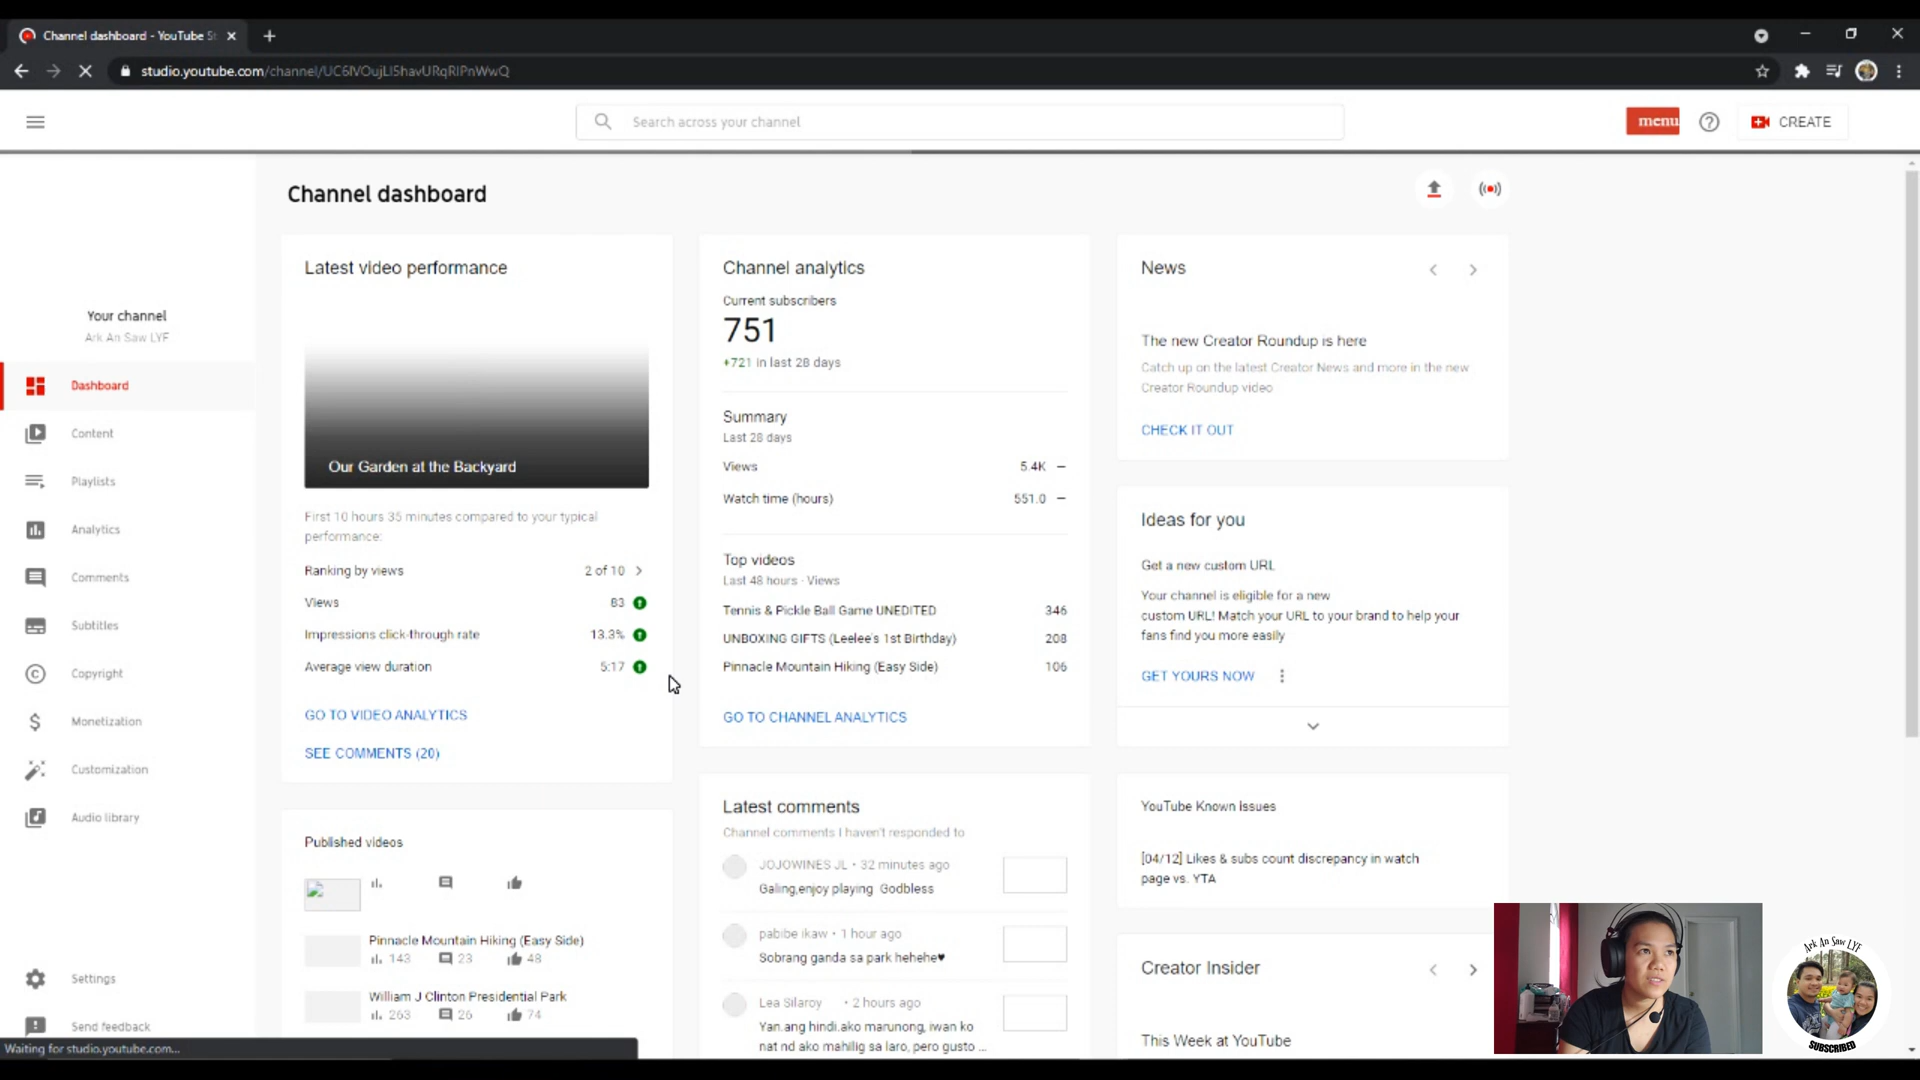 Channel dashboard - YouTube St
studio.youtube.com/channel/UC6IVOujLI5havURqRIPnWwQ
Search across your channel
menu
CREATE
Channel dashboard
Your channel
Ark An Saw LYF
Dashboard
Content
Playlists
Analytics
Comments
Subtitles
Copyright
Monetization
Customization
Audio library
Settings
Send feedback
Waiting for studio.youtube.com...
Latest video performance
Our Garden at the Backyard
First 10 hours 35 minutes compared to your typical
performance:
Ranking by views 2 of 10
Views 83
Impressions click-through rate 13.3%
Average view duration 5:17
GO TO VIDEO ANALYTICS
SEE COMMENTS (20)
Published videos
Pinnacle Mountain Hiking (Easy Side)
143 23 48
William J Clinton Presidential Park
263 26 74
Channel analytics
Current subscribers
751
+721 in last 28 days
Summary
Last 28 days
Views 5.4K —
Watch time (hours) 551.0 —
Top videos
Last 48 hours · Views
Tennis & Pickle Ball Game UNEDITED 346
UNBOXING GIFTS (Leelee's 1st Birthday) 208
Pinnacle Mountain Hiking (Easy Side) 106
GO TO CHANNEL ANALYTICS
Latest comments
Channel comments I haven't responded to
JOJOWINES JL • 32 minutes ago
Galing,enjoy playing Godbless
pabibe ikaw • 1 hour ago
Sobrang ganda sa park hehehe♥
Lea Silaroy • 2 hours ago
Yan.ang hindi.ako marunong, iwan ko
nat nd ako mahilig sa laro, pero gusto ...
News
The new Creator Roundup is here
Catch up on the latest Creator News and more in the new
Creator Roundup video
CHECK IT OUT
Ideas for you
Get a new custom URL
Your channel is eligible for a new
custom URL! Match your URL to your brand to help your
fans find you more easily
GET YOURS NOW
YouTube Known Issues
[04/12] Likes & subs count discrepancy in watch
page vs. YTA
Creator Insider
This Week at YouTube
Ark An Saw LYF
SUBSCRIBED